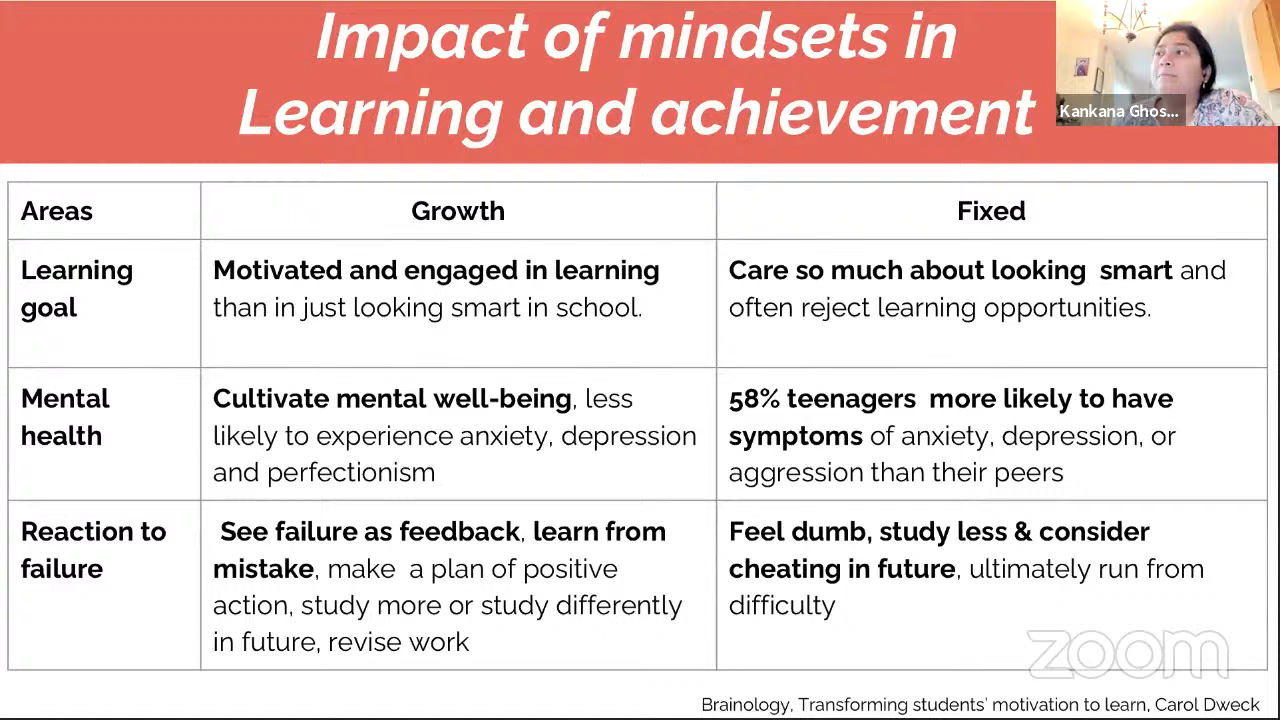 Impact of mindsets in
Learning and achievement
Kankana Ghos...
Areas
Growth
Fixed
Learning
goal
Motivated and engaged in learning
than in just looking smart in school.
Care so much about looking  smart and
often reject learning opportunities.
Mental
health
Cultivate mental well-being, less
likely to experience anxiety, depression
and perfectionism
58% teenagers  more likely to have
symptoms of anxiety, depression, or
aggression than their peers
Reaction to
failure
See failure as feedback, learn from
mistake, make  a plan of positive
action, study more or study differently
in future, revise work
Feel dumb, study less & consider
cheating in future, ultimately run from
difficulty
zoom
Brainology, Transforming students' motivation to learn, Carol Dweck